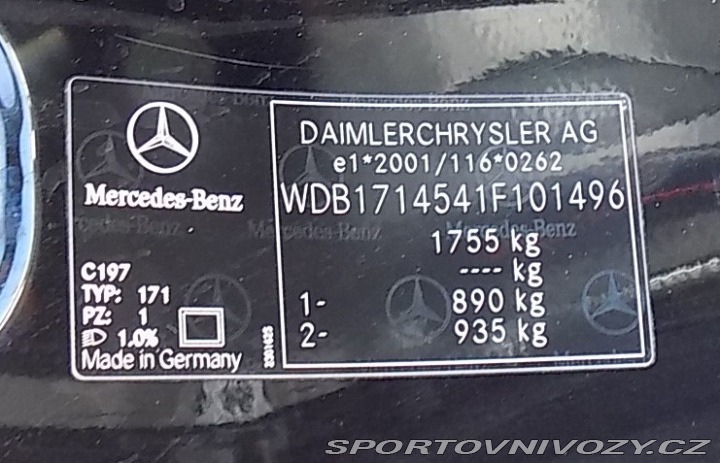 Mercedes-Benz
C197
TYP: 171
PZ: 1
1.0%
Made in Germany
DAIMLERCHRYSLER AG
e1*2001/116*0262
WDB1714541F101496
1755 kg
---- kg
1- 890 kg
2- 935 kg
SPORTOVNIVOZY.CZ